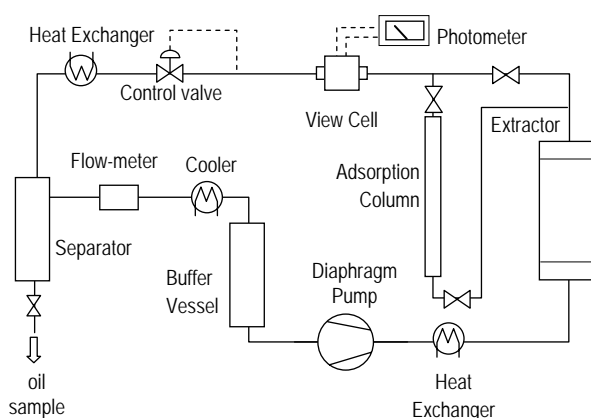 Heat Exchanger
Photometer
Control valve
View Cell
Extractor
Flow-meter
Cooler
Adsorption
Column
Separator
Buffer
Vessel
Diaphragm
Pump
oil
sample
Heat
Exchanger